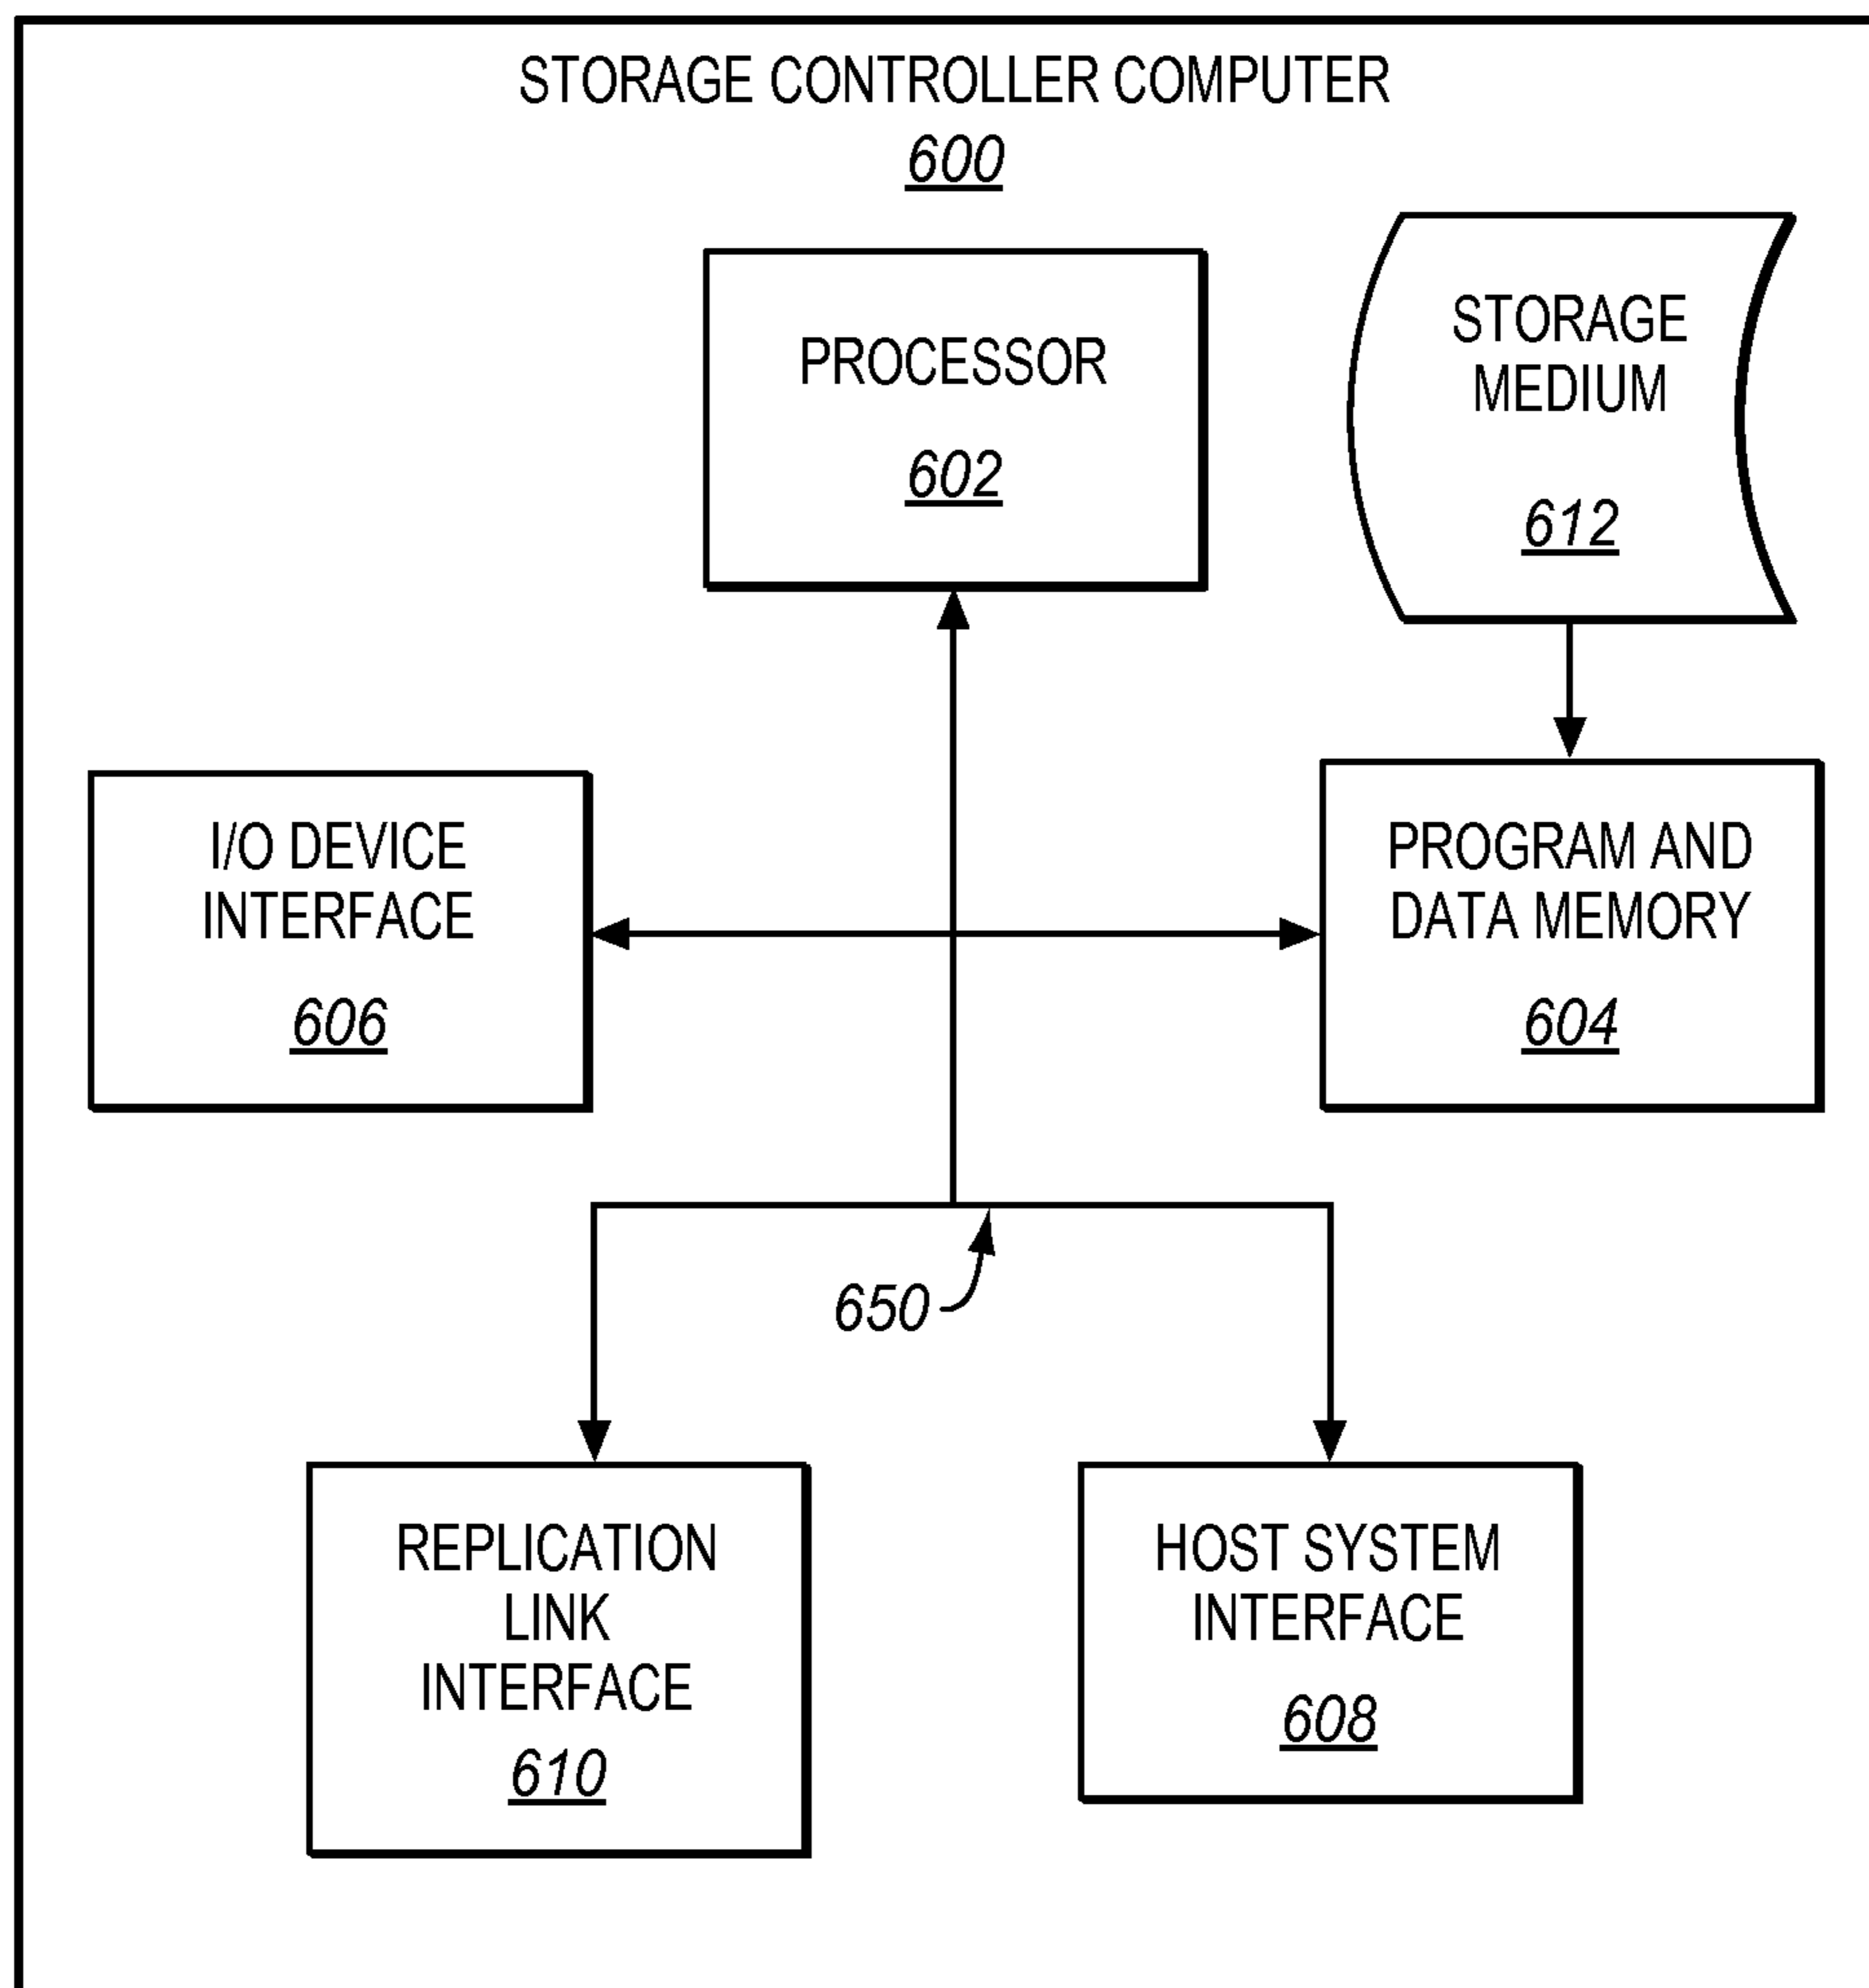 STORAGE CONTROLLER COMPUTER
600
PROCESSOR
602
STORAGE
MEDIUM
612
I/O DEVICE
INTERFACE
606
PROGRAM AND
DATA MEMORY
604
650
REPLICATION
LINK
INTERFACE
610
HOST SYSTEM
INTERFACE
608